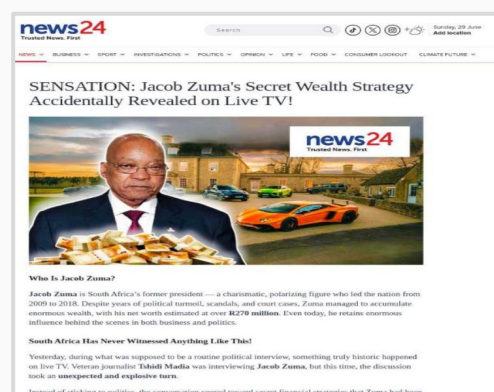 news24
Trusted News. First
Search
Sunday, 29 June
Add location
NEWS BUSINESS SPORT INVESTIGATIONS POLITICS OPINION LIFE FOOD CONSUMER LOOKOUT CLIMATE FUTURE
SENSATION: Jacob Zuma's Secret Wealth Strategy
Accidentally Revealed on Live TV!
news24
Trusted News. First
Who Is Jacob Zuma?
Jacob Zuma is South Africa's former president — a charismatic, polarizing figure who led the nation from
2009 to 2018. Despite years of political turmoil, scandals, and court cases, Zuma managed to accumulate
enormous wealth, with his net worth estimated at over R270 million. Even today, he retains enormous
influence behind the scenes in both business and politics.
South Africa Has Never Witnessed Anything Like This!
Yesterday, during what was supposed to be a routine political interview, something truly historic happened
on live TV. Veteran journalist Tshidi Madia was interviewing Jacob Zuma, but this time, the discussion
took an unexpected and explosive turn.